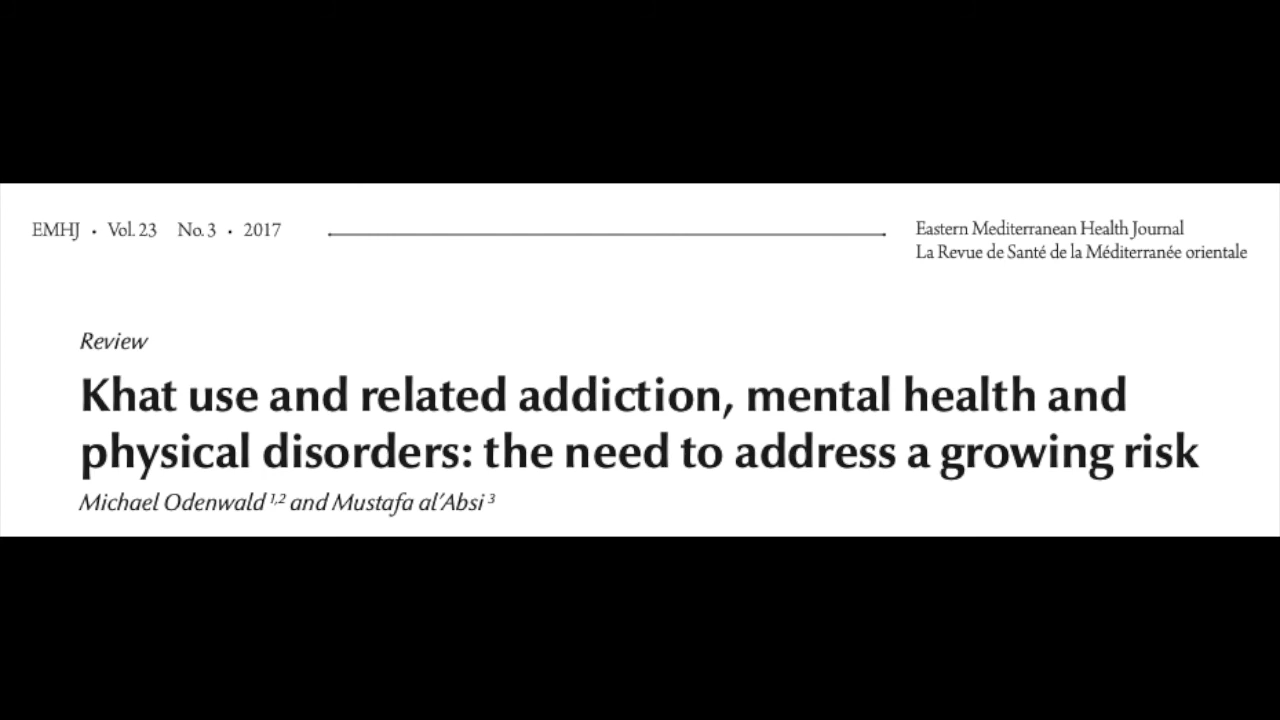 EMHJ • Vol. 23 No. 3 • 2017
Eastern Mediterranean Health Journal
La Revue de Santé de la Méditerranée orientale
Review
Khat use and related addiction, mental health and
physical disorders: the need to address a growing risk
Michael Odenwald 1,2 and Mustafa al’Absi 3